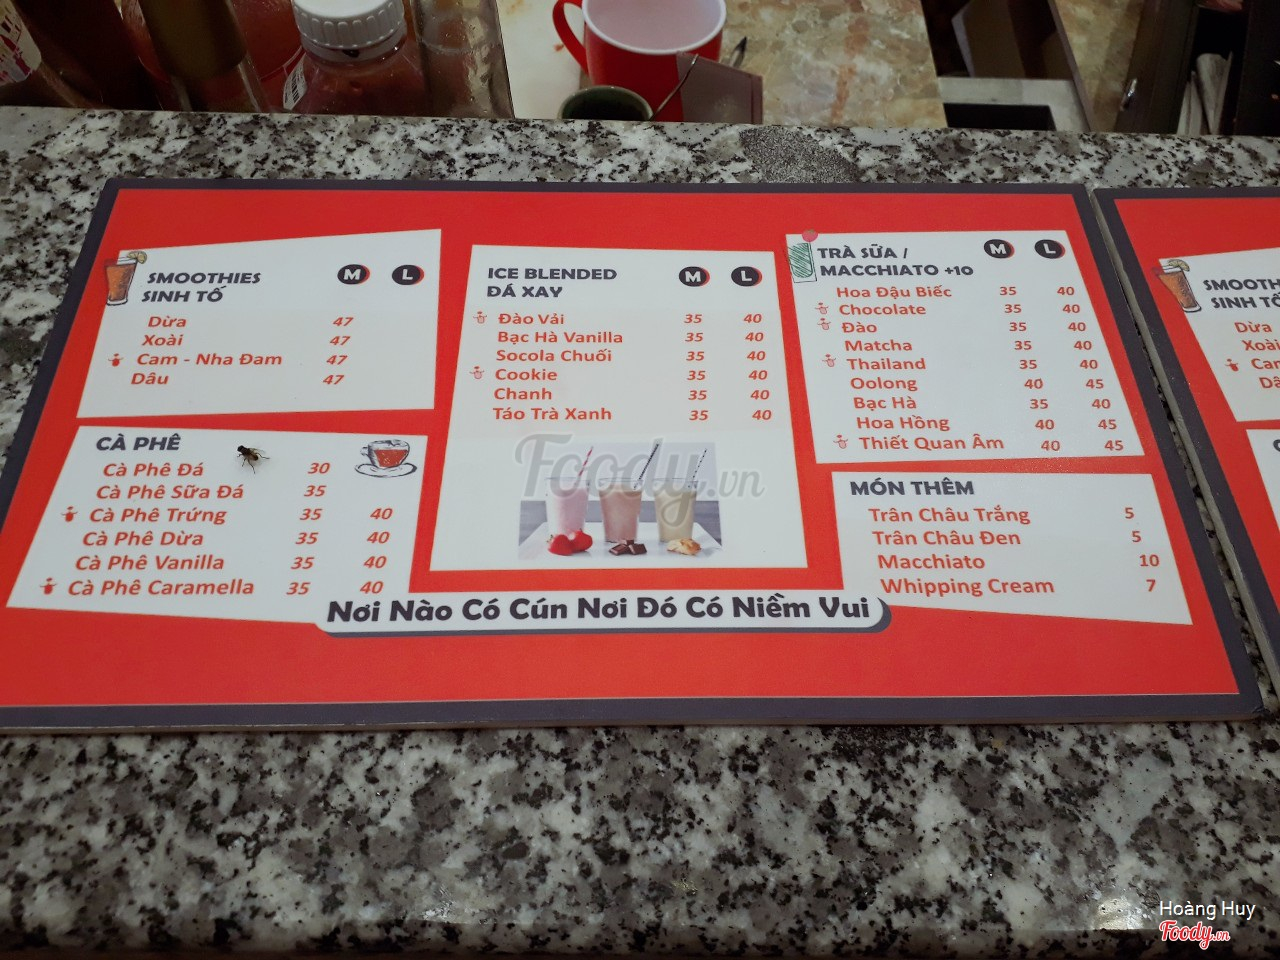 SMOOTHIES M L
SINH TỐ
Dừa 47
Xoài 47
Cam - Nha Đam 47
Dâu 47
CÀ PHÊ
Cà Phê Đá 30
Cà Phê Sữa Đá 35
Cà Phê Trứng 35 40
Cà Phê Dừa 35 40
Cà Phê Vanilla 35 40
Cà Phê Caramella 35 40
ICE BLENDED M L
ĐÁ XAY
Đào Vải 35 40
Bạc Hà Vanilla 35 40
Socola Chuối 35 40
Cookie 35 40
Chanh 35 40
Táo Trà Xanh 35 40
Foody.vn
TRÀ SỮA / M L
MACCHIATO +10
Hoa Đậu Biếc 35 40
Chocolate 35 40
Đào 35 40
Matcha 35 40
Thailand 35 40
Oolong 40 45
Bạc Hà 35 40
Hoa Hồng 40 45
Thiết Quan Âm 40 45
MÓN THÊM
Trân Châu Trắng 5
Trân Châu Đen 5
Macchiato 10
Whipping Cream 7
Nơi Nào Có Cún Nơi Đó Có Niềm Vui
SMOOTH
SINH TỐ
Dừa
Xoài
Hoàng Huy
Foody.vn